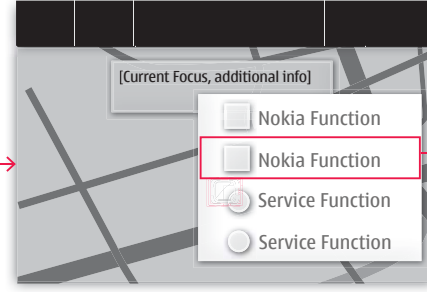 [Current Focus, additional info]
Nokia Function
Nokia Function
Service Function
Service Function